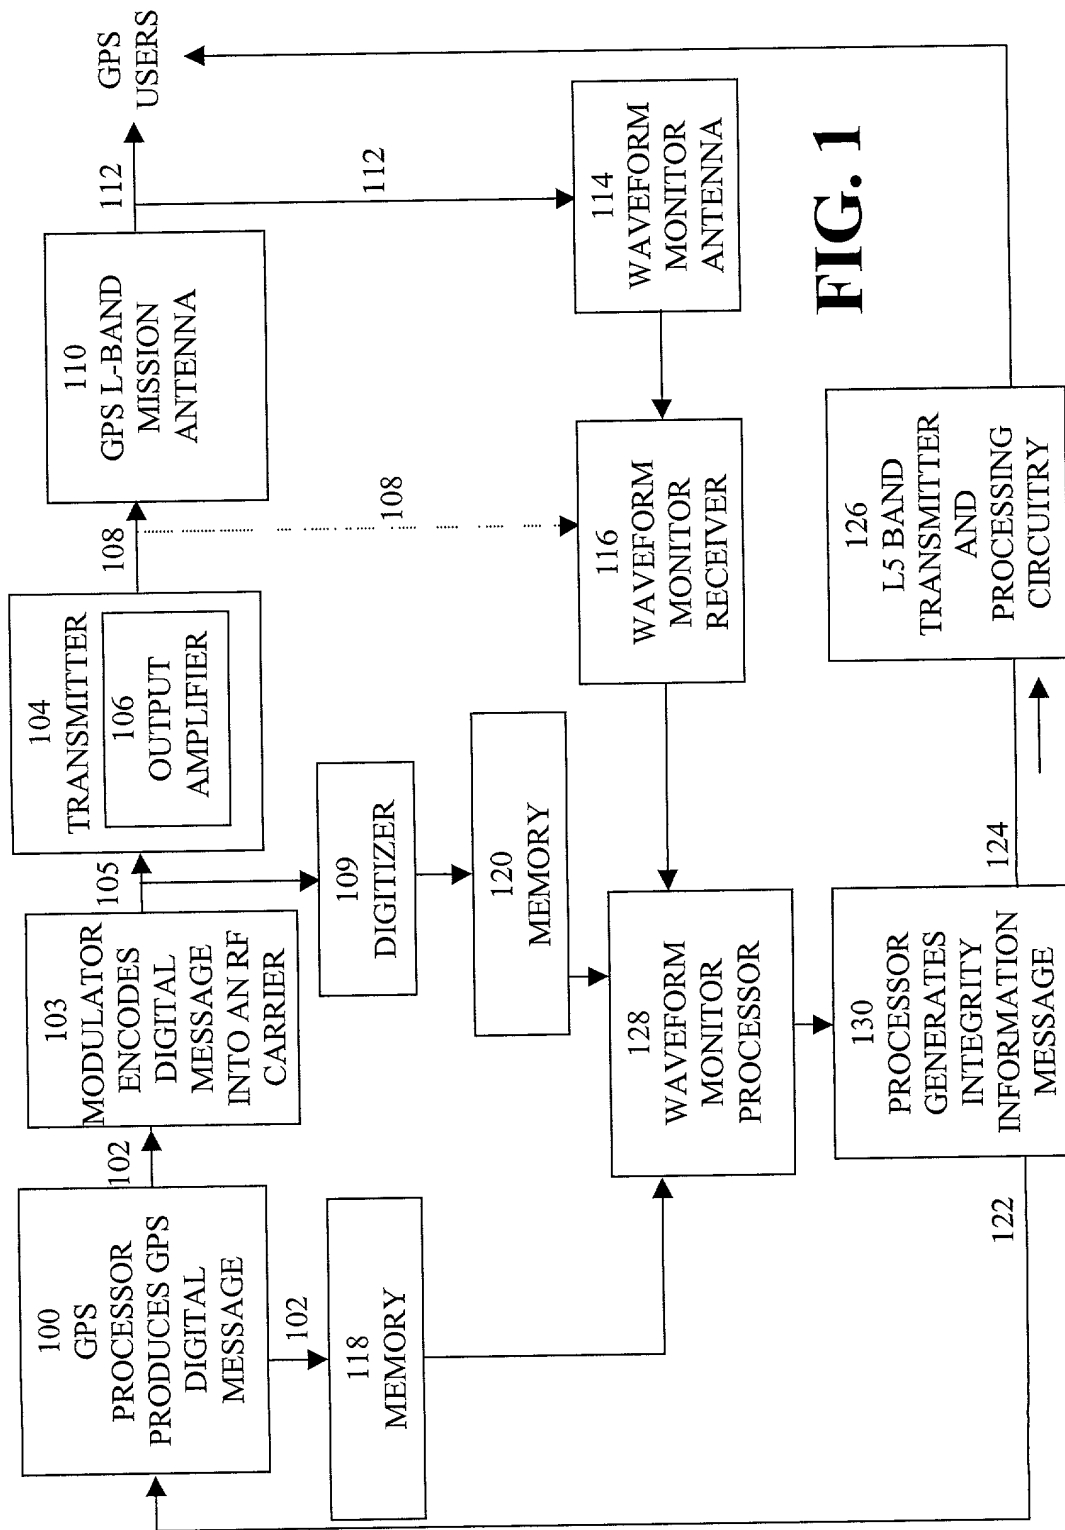 100
GPS
PROCESSOR
PRODUCES GPS
DIGITAL
MESSAGE
102
103
MODULATOR
ENCODES
DIGITAL
MESSAGE
INTO AN RF
CARRIER
105
104
TRANSMITTER
106
OUTPUT
AMPLIFIER
108
110
GPS L-BAND
MISSION
ANTENNA
112
GPS
USERS
102
118
MEMORY
109
DIGITIZER
120
MEMORY
108
112
128
WAVEFORM
MONITOR
PROCESSOR
116
WAVEFORM
MONITOR
RECEIVER
114
WAVEFORM
MONITOR
ANTENNA
122
130
PROCESSOR
GENERATES
INTEGRITY
INFORMATION
MESSAGE
124
126
L5 BAND
TRANSMITTER
AND
PROCESSING
CIRCUITRY
FIG. 1